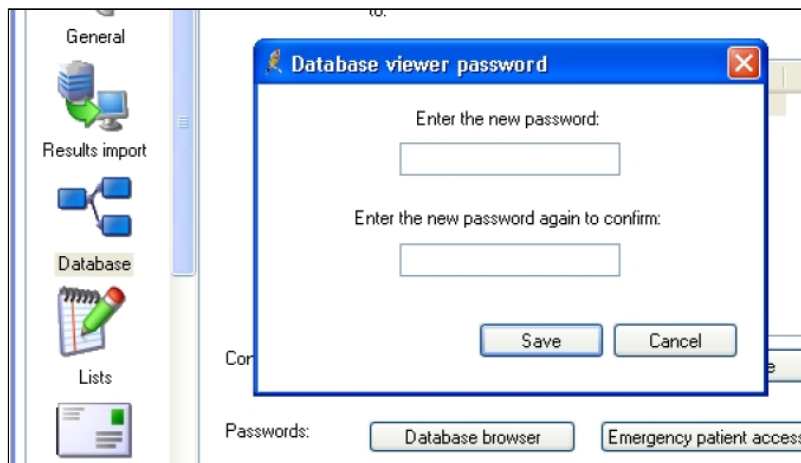 to:
General
Results import
Database
Lists
Database viewer password
Enter the new password:
Enter the new password again to confirm:
Save
Cancel
Passwords:
Database browser
Emergency patient access